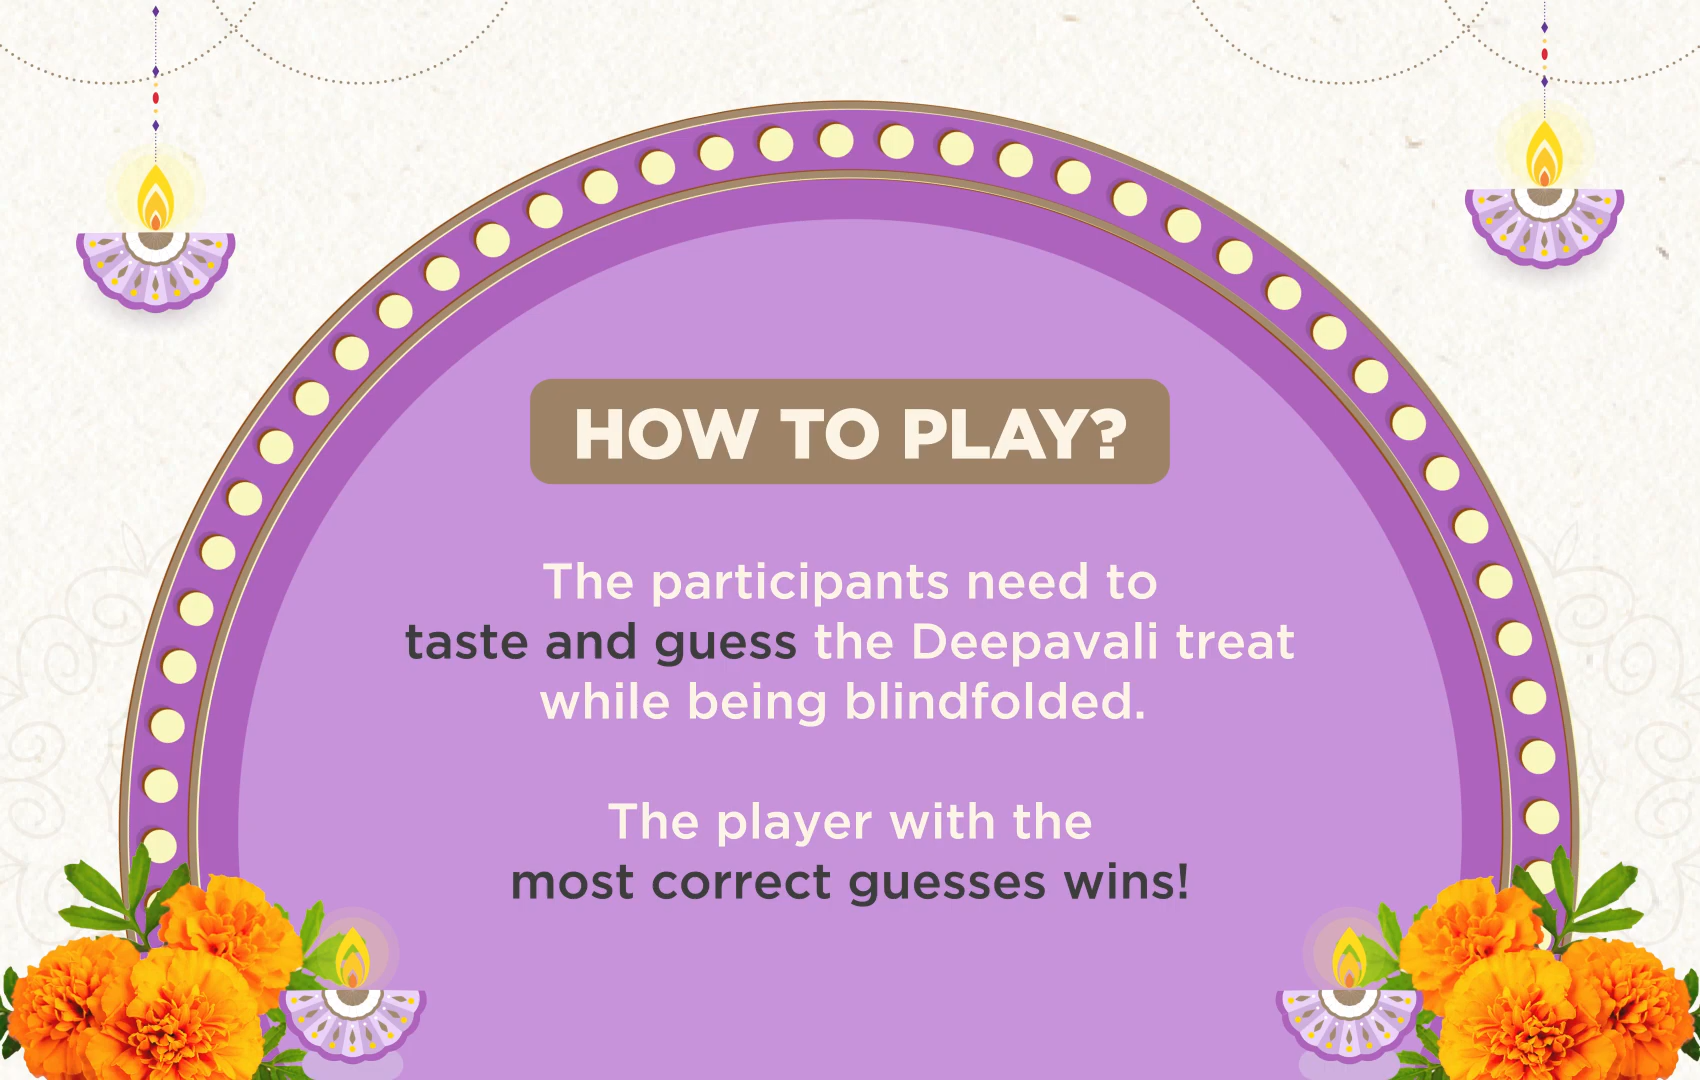 HOW TO PLAY?
The participants need to
taste and guess the Deepavali treat
while being blindfolded.
The player with the
most correct guesses wins!